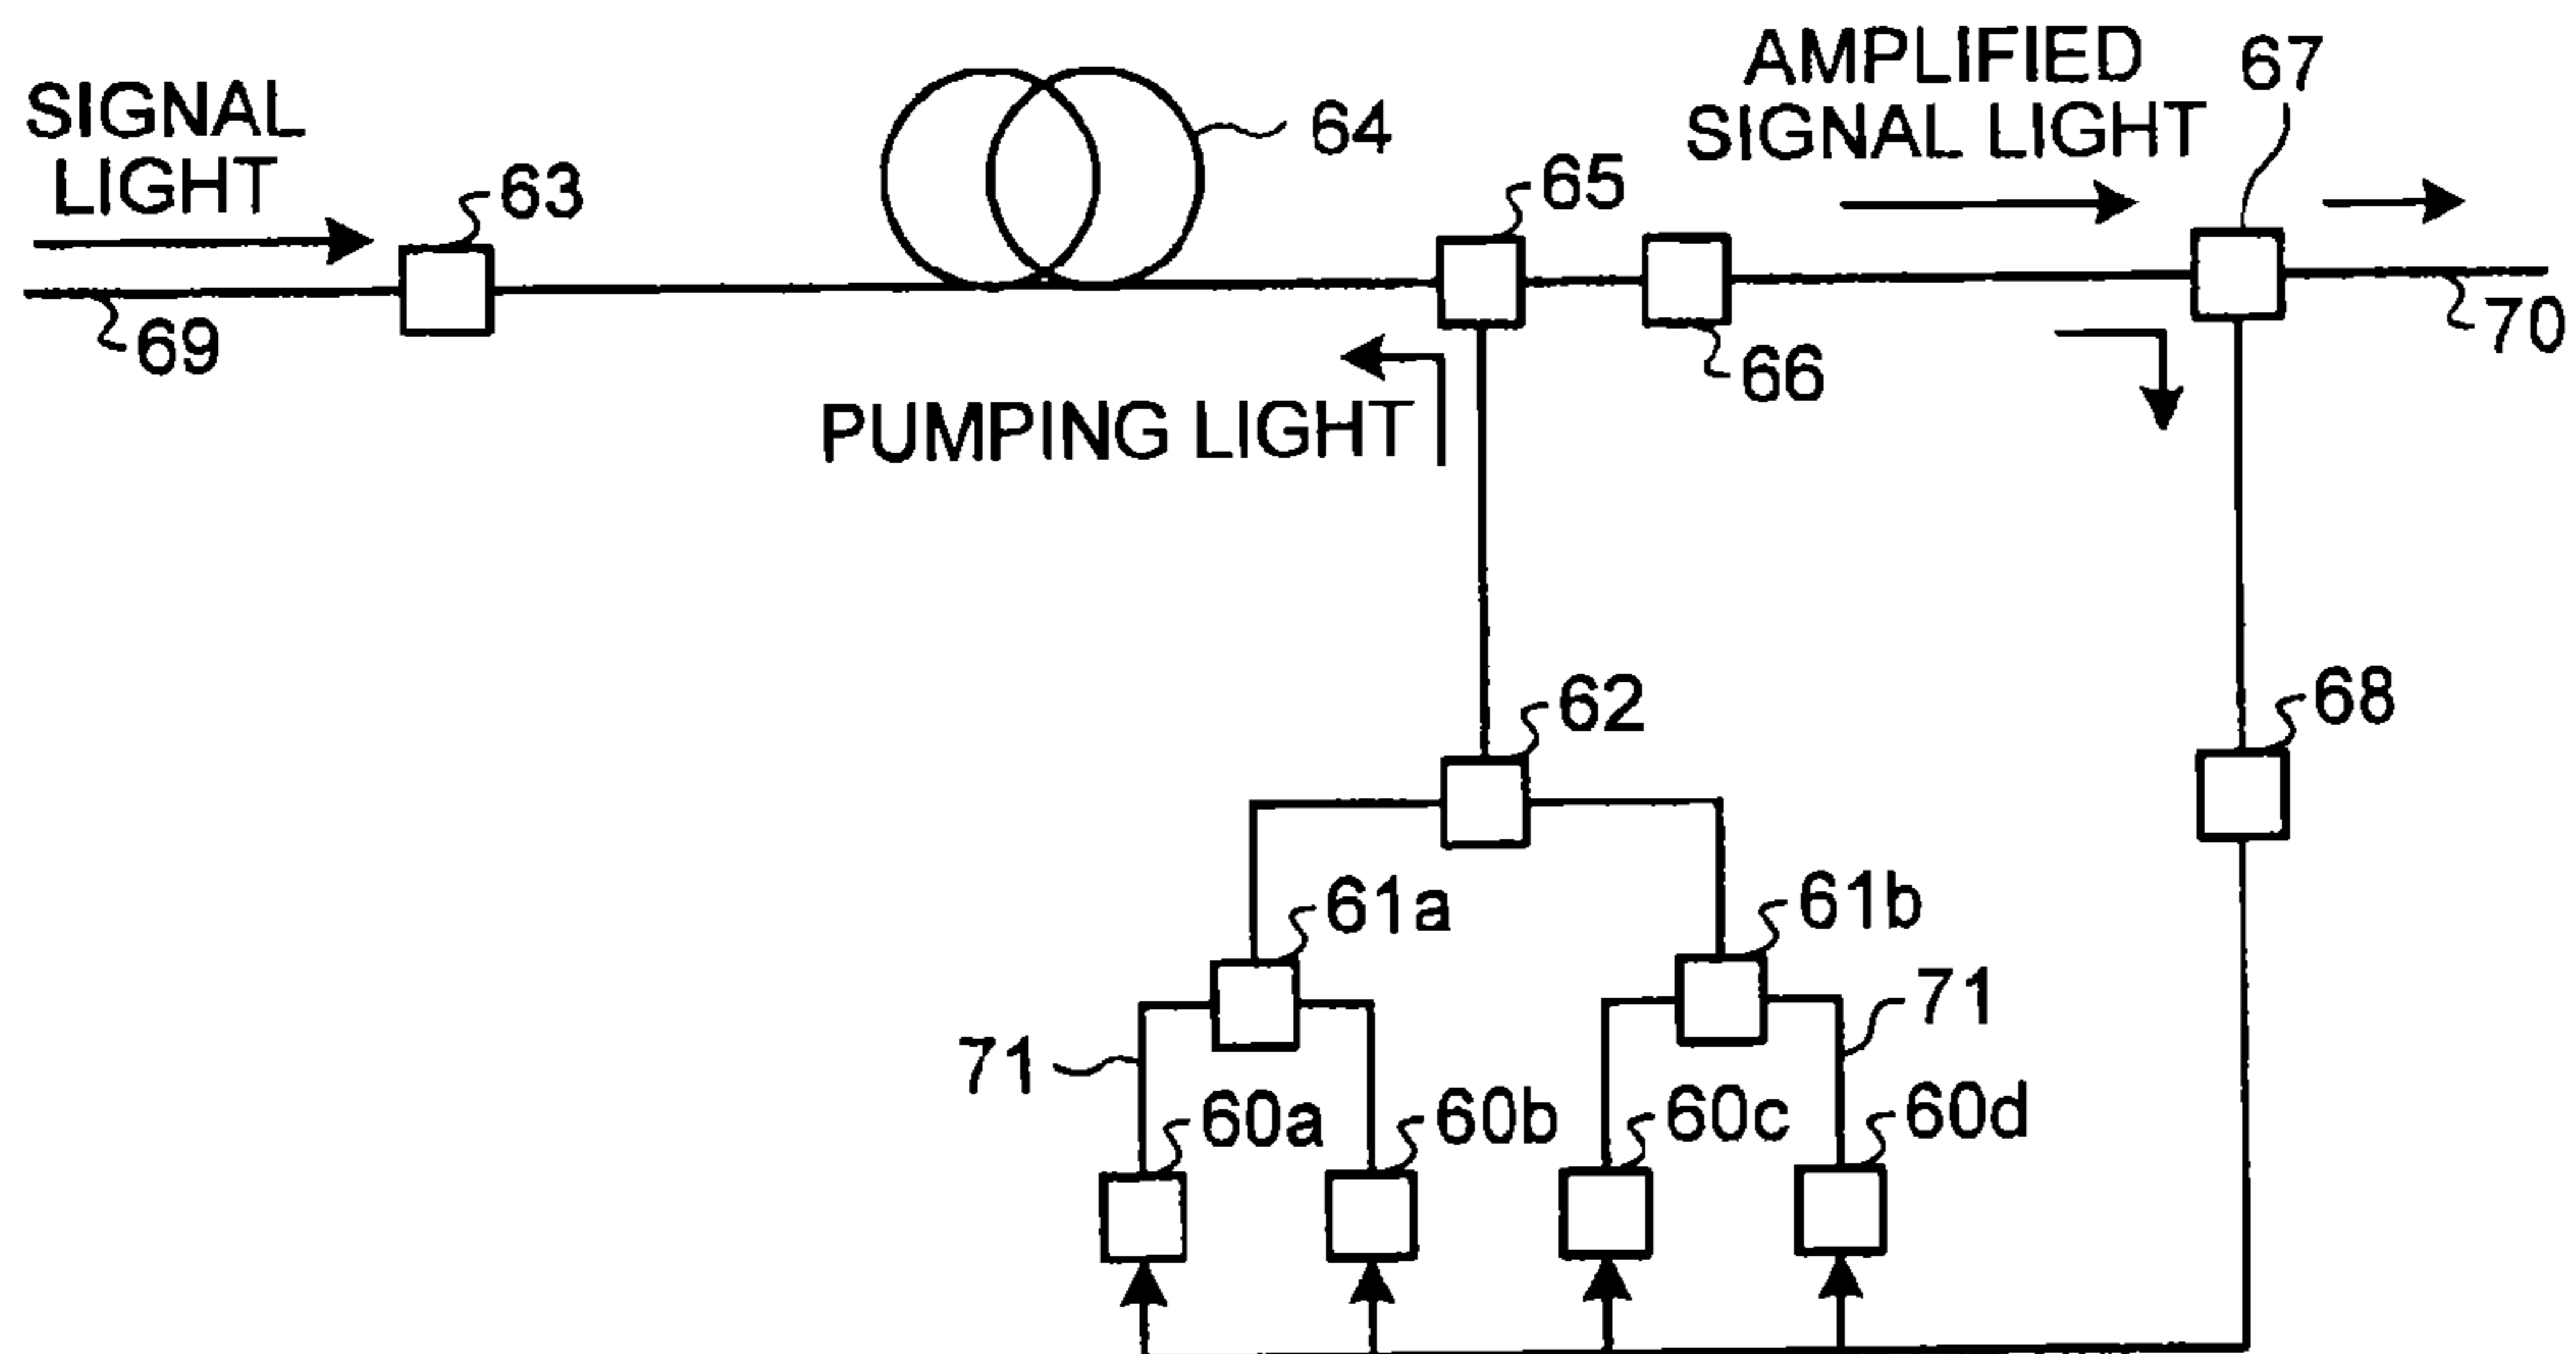 SIGNAL
LIGHT
63
69
64
65
66
AMPLIFIED
SIGNAL LIGHT
67
70
PUMPING LIGHT
62
68
61a
61b
71
71
60a
60b
60c
60d